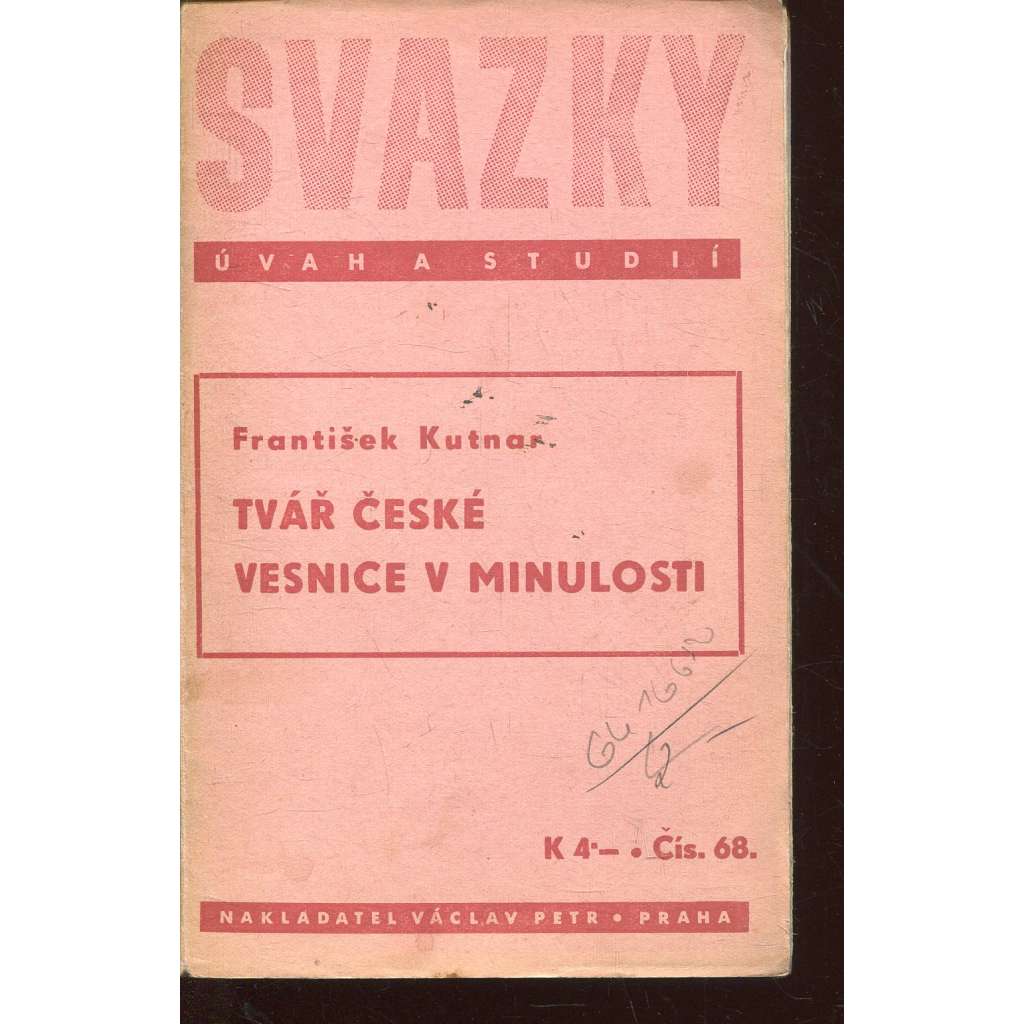 SVAZKY
ÚVAH A STUDIÍ
František Kutnar
TVÁŘ ČESKÉ
VESNICE V MINULOSTI
K 4·— • Čís. 68.
NAKLADATEL VÁCLAV PETR • PRAHA